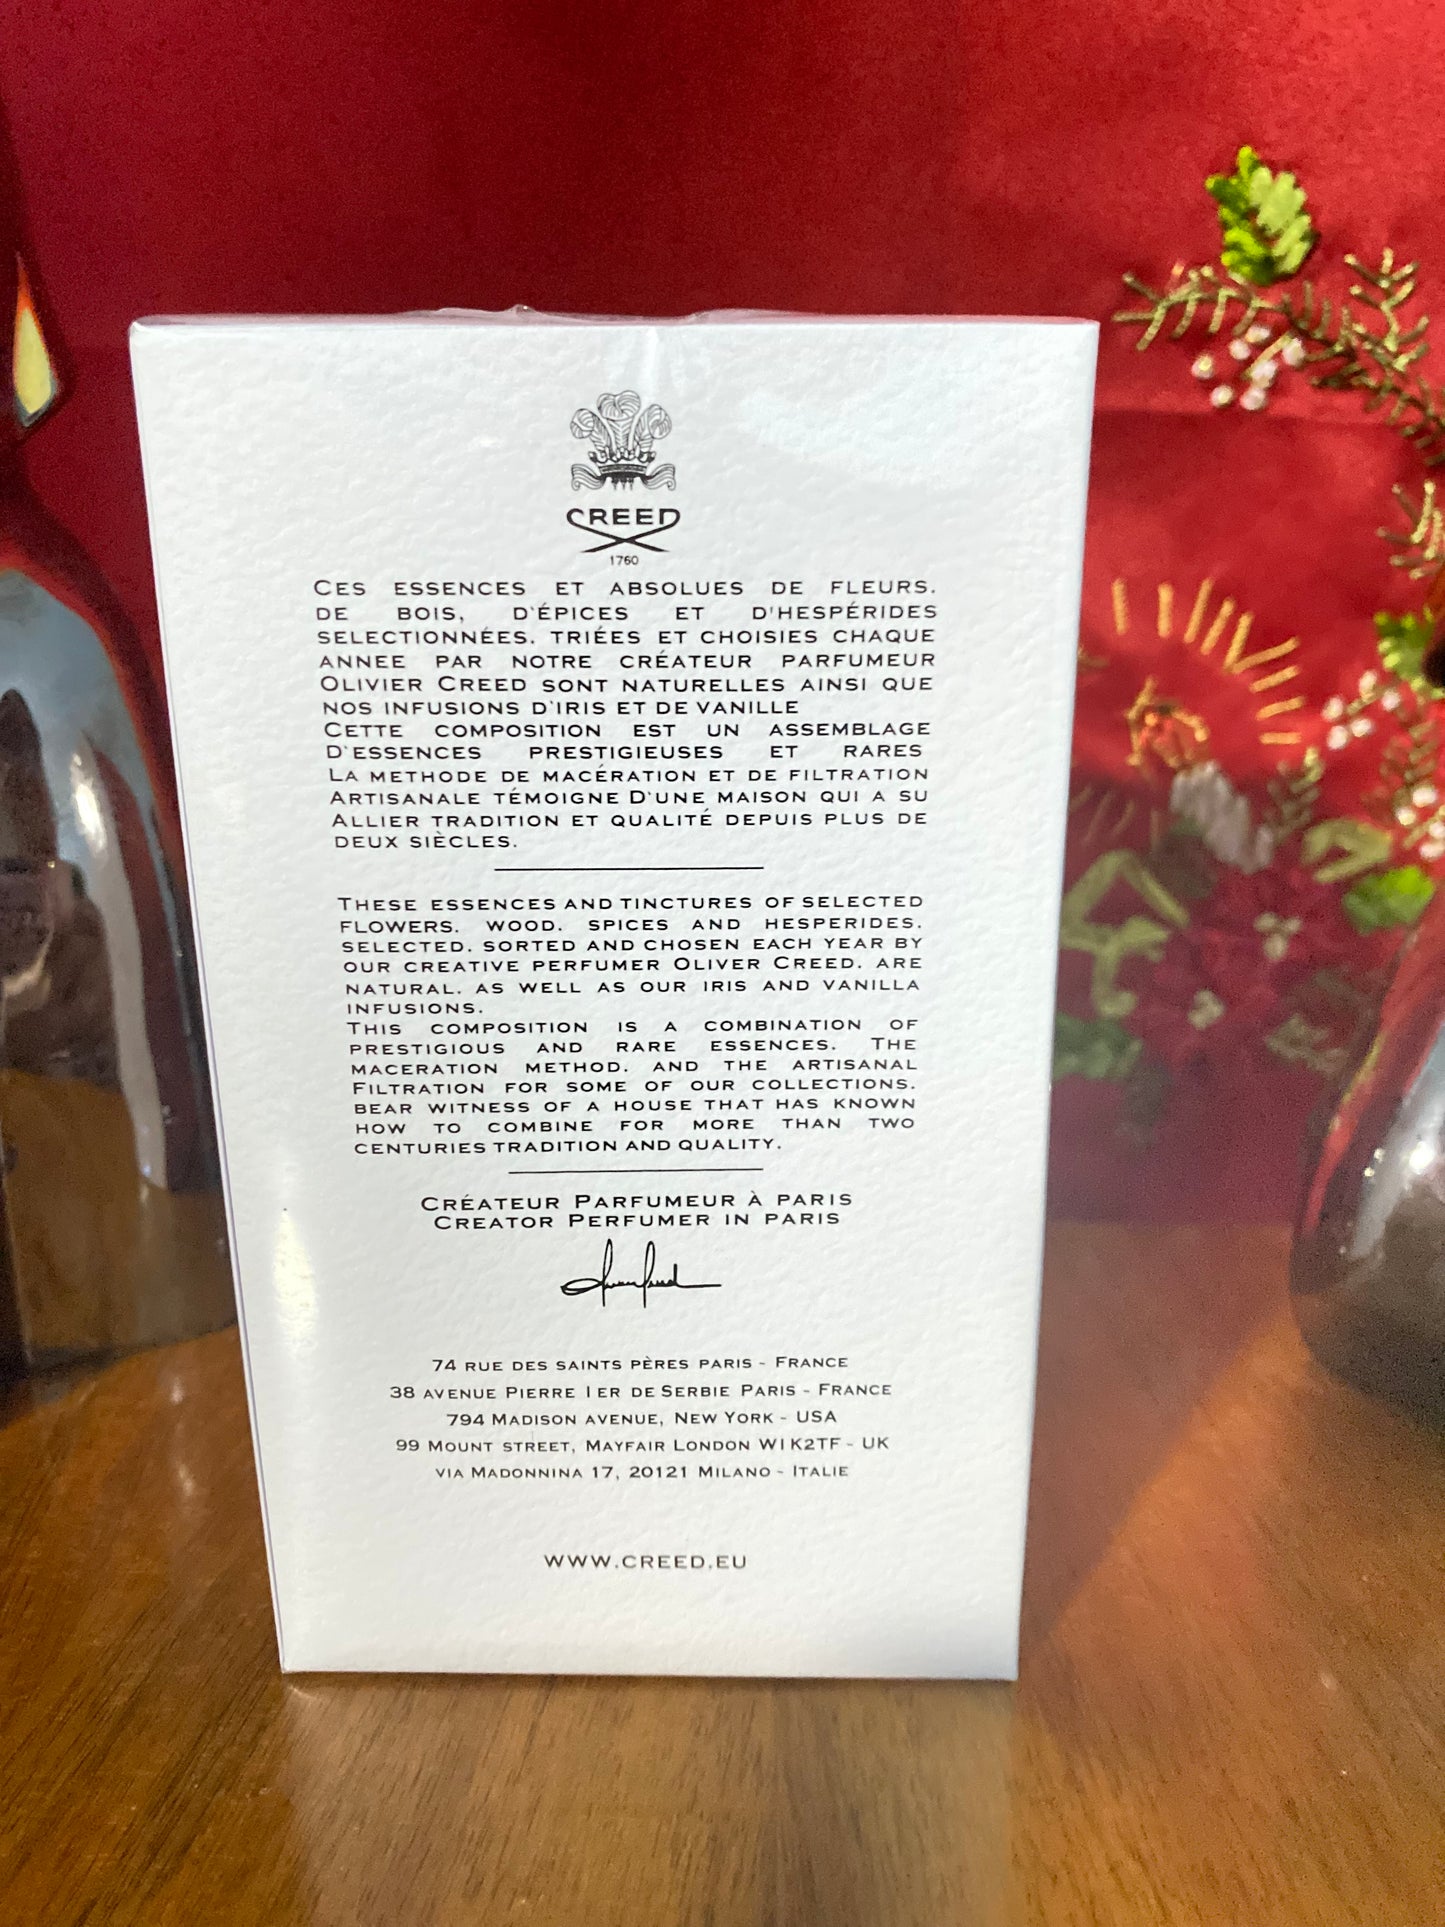 CREED
1760
CES ESSENCES ET ABSOLUES DE FLEURS.
DE BOIS, D'ÉPICES ET D'HESPÉRIDES
SELECTIONNÉES. TRIÉES ET CHOISIES CHAQUE
ANNEE PAR NOTRE CRÉATEUR PARFUMEUR
OLIVIER CREED SONT NATURELLES AINSI QUE
NOS INFUSIONS D'IRIS ET DE VANILLE
CETTE COMPOSITION EST UN ASSEMBLAGE
D'ESSENCES PRESTIGIEUSES ET RARES
LA METHODE DE MACÉRATION ET DE FILTRATION
ARTISANALE TÉMOIGNE D'UNE MAISON QUI A SU
ALLIER TRADITION ET QUALITÉ DEPUIS PLUS DE
DEUX SIÈCLES.
THESE ESSENCES AND TINCTURES OF SELECTED
FLOWERS. WOOD. SPICES AND HESPERIDES.
SELECTED. SORTED AND CHOSEN EACH YEAR BY
OUR CREATIVE PERFUMER OLIVER CREED. ARE
NATURAL. AS WELL AS OUR IRIS AND VANILLA
INFUSIONS.
THIS COMPOSITION IS A COMBINATION OF
PRESTIGIOUS AND RARE ESSENCES. THE
MACERATION METHOD. AND THE ARTISANAL
FILTRATION FOR SOME OF OUR COLLECTIONS.
BEAR WITNESS OF A HOUSE THAT HAS KNOWN
HOW TO COMBINE FOR MORE THAN TWO
CENTURIES TRADITION AND QUALITY.
CRÉATEUR PARFUMEUR À PARIS
CREATOR PERFUMER IN PARIS
74 RUE DES SAINTS PÈRES PARIS - FRANCE
38 AVENUE PIERRE 1ER DE SERBIE PARIS - FRANCE
794 MADISON AVENUE, NEW YORK - USA
99 MOUNT STREET, MAYFAIR LONDON W1K2TF - UK
VIA MADONNINA 17, 20121 MILANO - ITALIE
WWW.CREED.EU